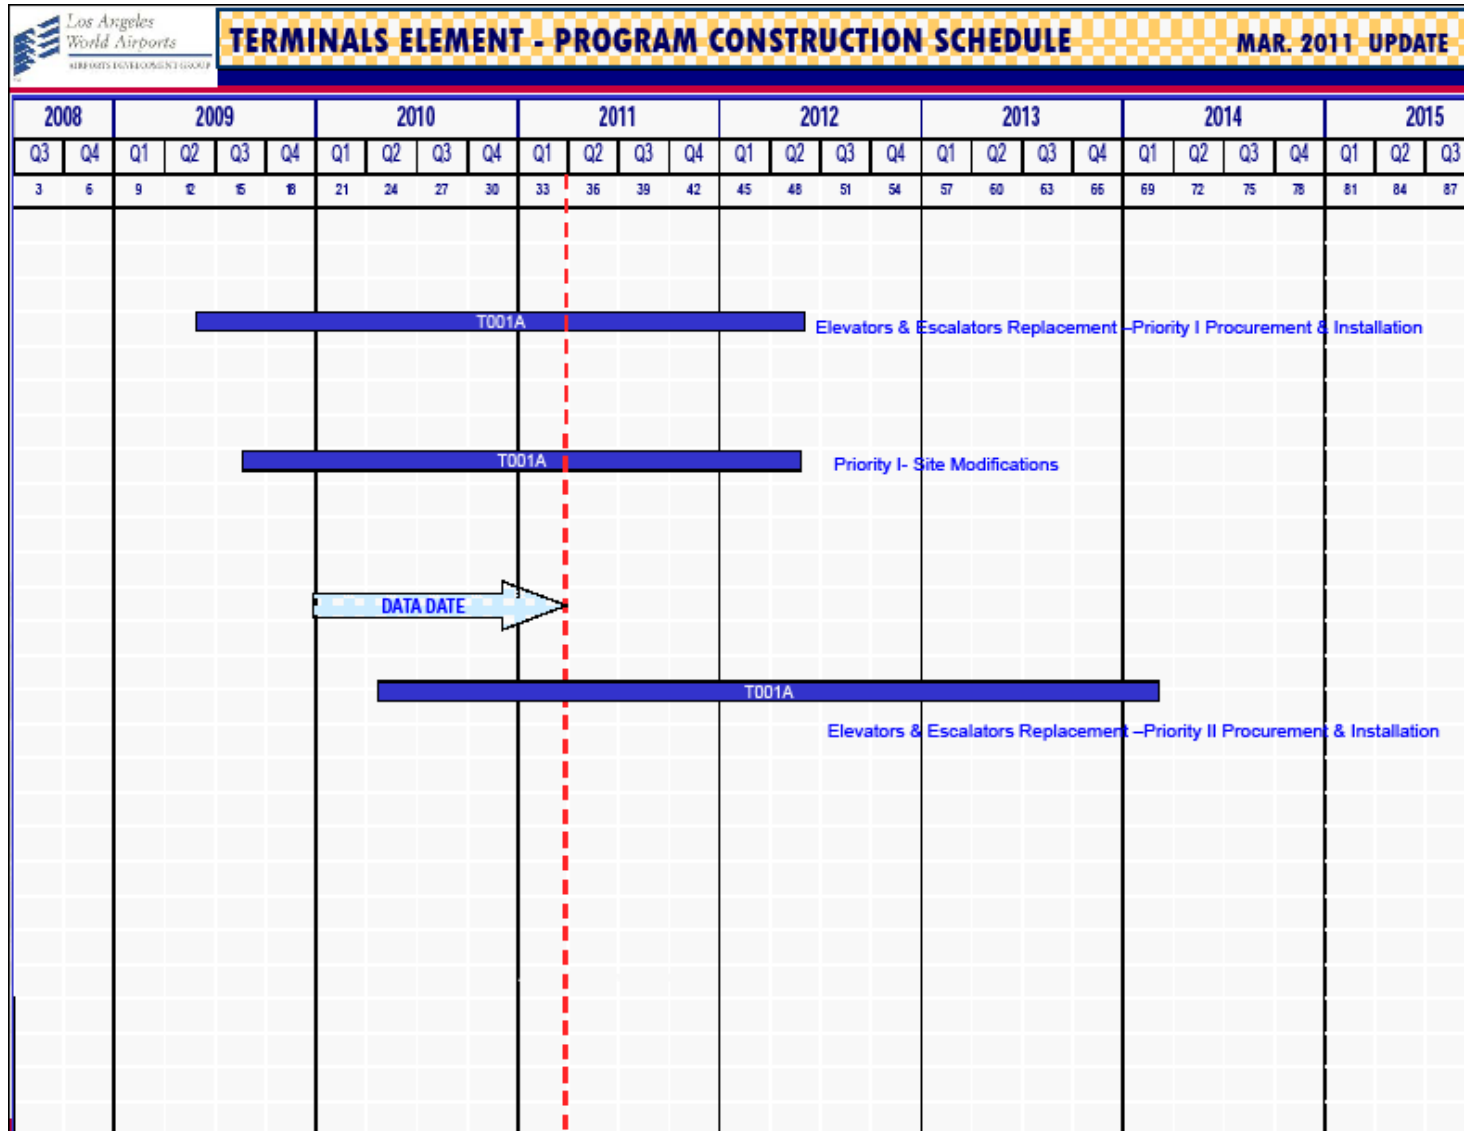 Los Angeles
World Airports
AIRPORTS DEVELOPMENT GROUP
TERMINALS ELEMENT - PROGRAM CONSTRUCTION SCHEDULE MAR. 2011 UPDATE
2008 2009 2010 2011 2012 2013 2014 2015
Q3 Q4 Q1 Q2 Q3 Q4 Q1 Q2 Q3 Q4 Q1 Q2 Q3 Q4 Q1 Q2 Q3 Q4 Q1 Q2 Q3 Q4 Q1 Q2 Q3 Q4 Q1 Q2 Q3
3 6 9 12 15 18 21 24 27 30 33 36 39 42 45 48 51 54 57 60 63 66 69 72 75 78 81 84 87
T001A
Elevators & Escalators Replacement –Priority I Procurement & Installation
T001A
Priority I- Site Modifications
DATA DATE
T001A
Elevators & Escalators Replacement –Priority II Procurement & Installation